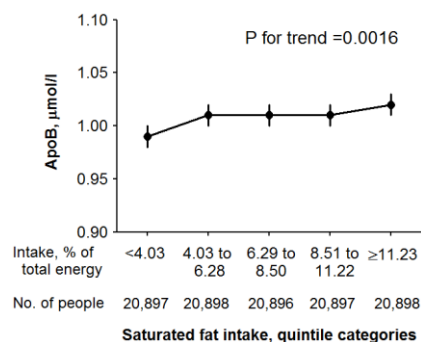 1.10
P for trend =0.0016
1.05
1.00
0.95
0.90
ApoB, μmol/l
Intake, % of total energy
<4.03
4.03 to 6.28
6.29 to 8.50
8.51 to 11.22
≥11.23
No. of people 20,897 20,898 20,896 20,897 20,898
Saturated fat intake, quintile categories